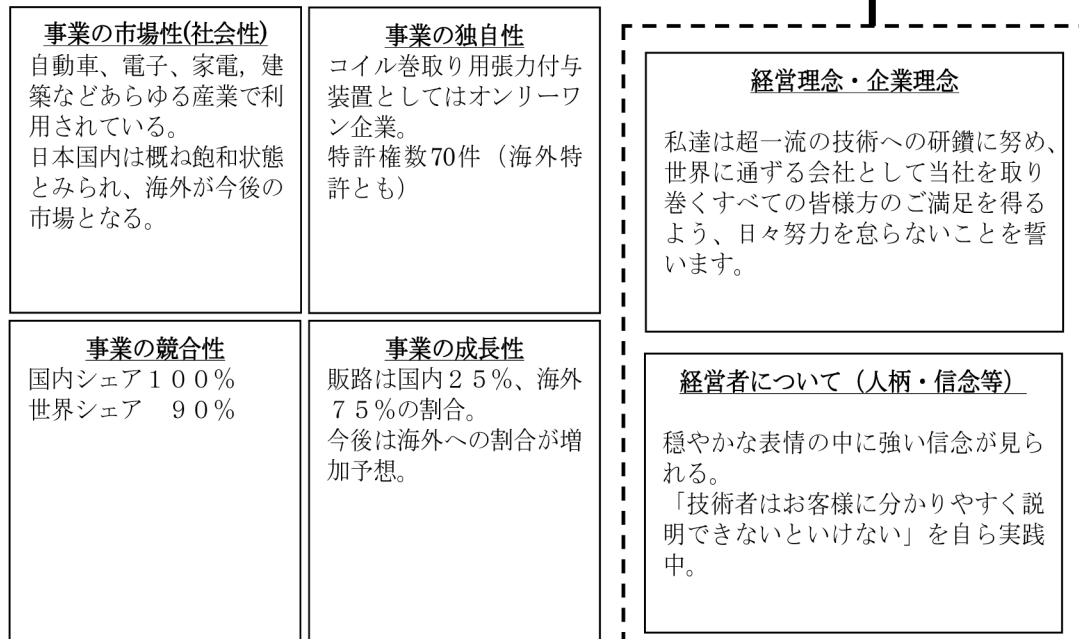 事業の市場性(社会性)
自動車、電子、家電,建
築などあらゆる産業で利
用されている。
日本国内は概ね飽和状態
とみられ、海外が今後の
市場となる。
事業の独自性
コイル巻取り用張力付与
装置としてはオンリーワ
ン企業。
特許権数70件（海外特
許とも）
事業の競合性
国内シェア１００％
世界シェア　９０％
事業の成長性
販路は国内２５％、海外
７５％の割合。
今後は海外への割合が増
加予想。
経営理念・企業理念
私達は超一流の技術への研鑽に努め、
世界に通ずる会社として当社を取り
巻くすべての皆様方のご満足を得る
よう、日々努力を怠らないことを誓
います。
経営者について（人柄・信念等）
穏やかな表情の中に強い信念が見ら
れる。
「技術者はお客様に分かりやすく説
明できないといけない」を自ら実践
中。